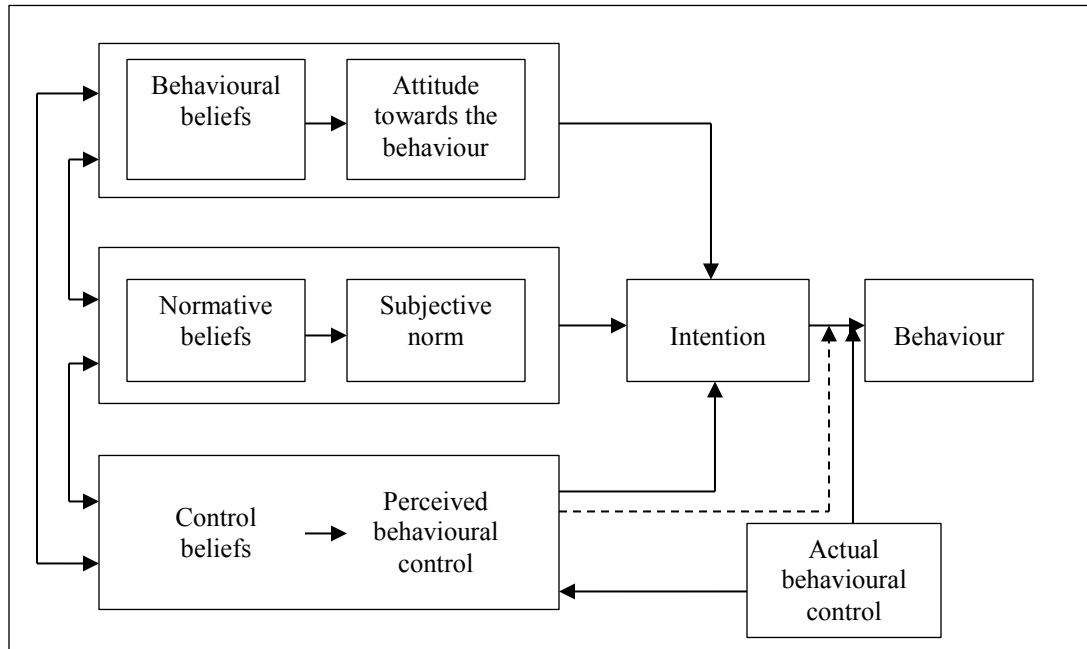 Behavioural
beliefs
Attitude
towards the
behaviour
Normative
beliefs
Subjective
norm
Intention
Behaviour
Control
beliefs
Perceived
behavioural
control
Actual
behavioural
control